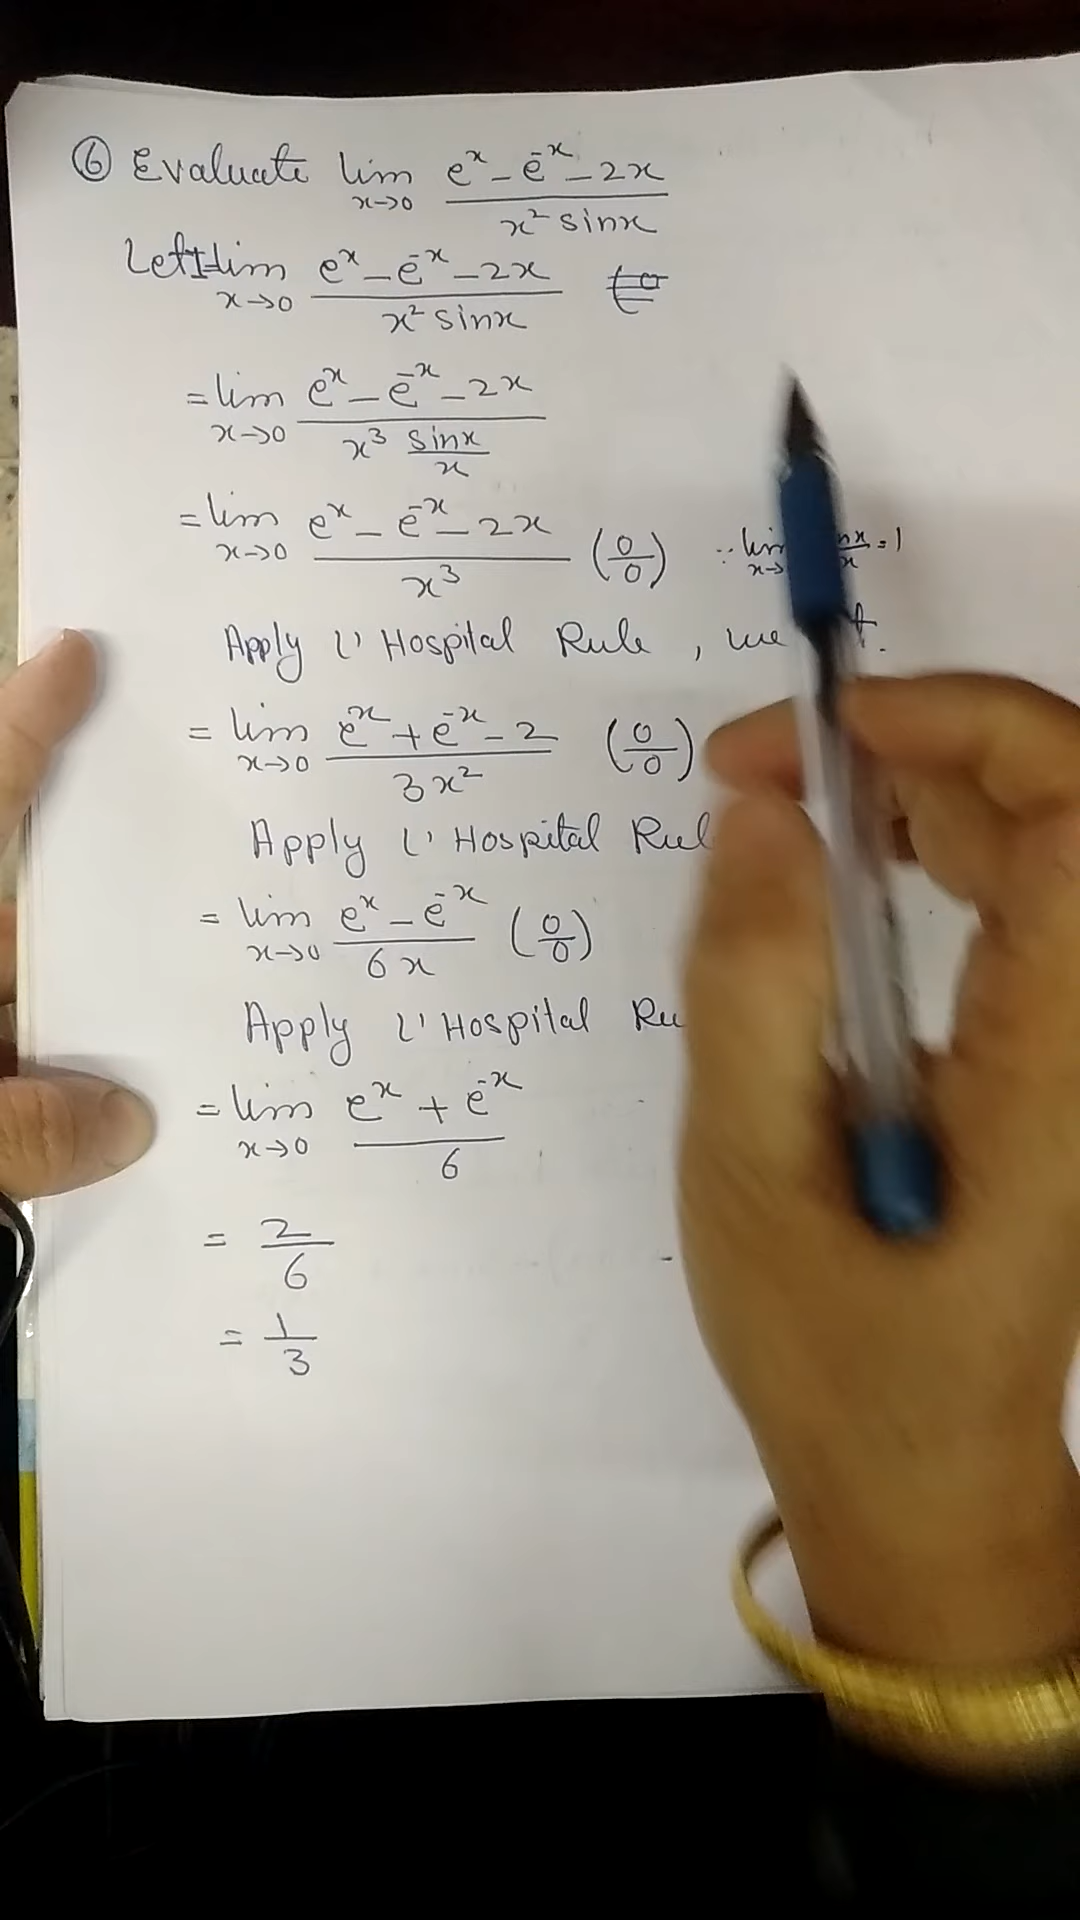 ⑥ Evaluate lim x→0 (e^x - e^-x - 2x)/(x² sinx)
Let I = lim x→0 (e^x - e^-x - 2x)/(x² sinx)
= lim x→0 (e^x - e^-x - 2x)/(x³ sinx/x)
= lim x→0 (e^x - e^-x - 2x)/x³ (0/0) ∵ lim x→ x = 1
Apply L' Hospital Rule, we
= lim x→0 (e^x + e^-x - 2)/3x² (0/0)
Apply L' Hospital
= lim x→0 (e^x - e^-x)/6x (0/0)
Apply L' Hospital
= lim x→0 (e^x + e^-x)/6
= 2/6
= 1/3